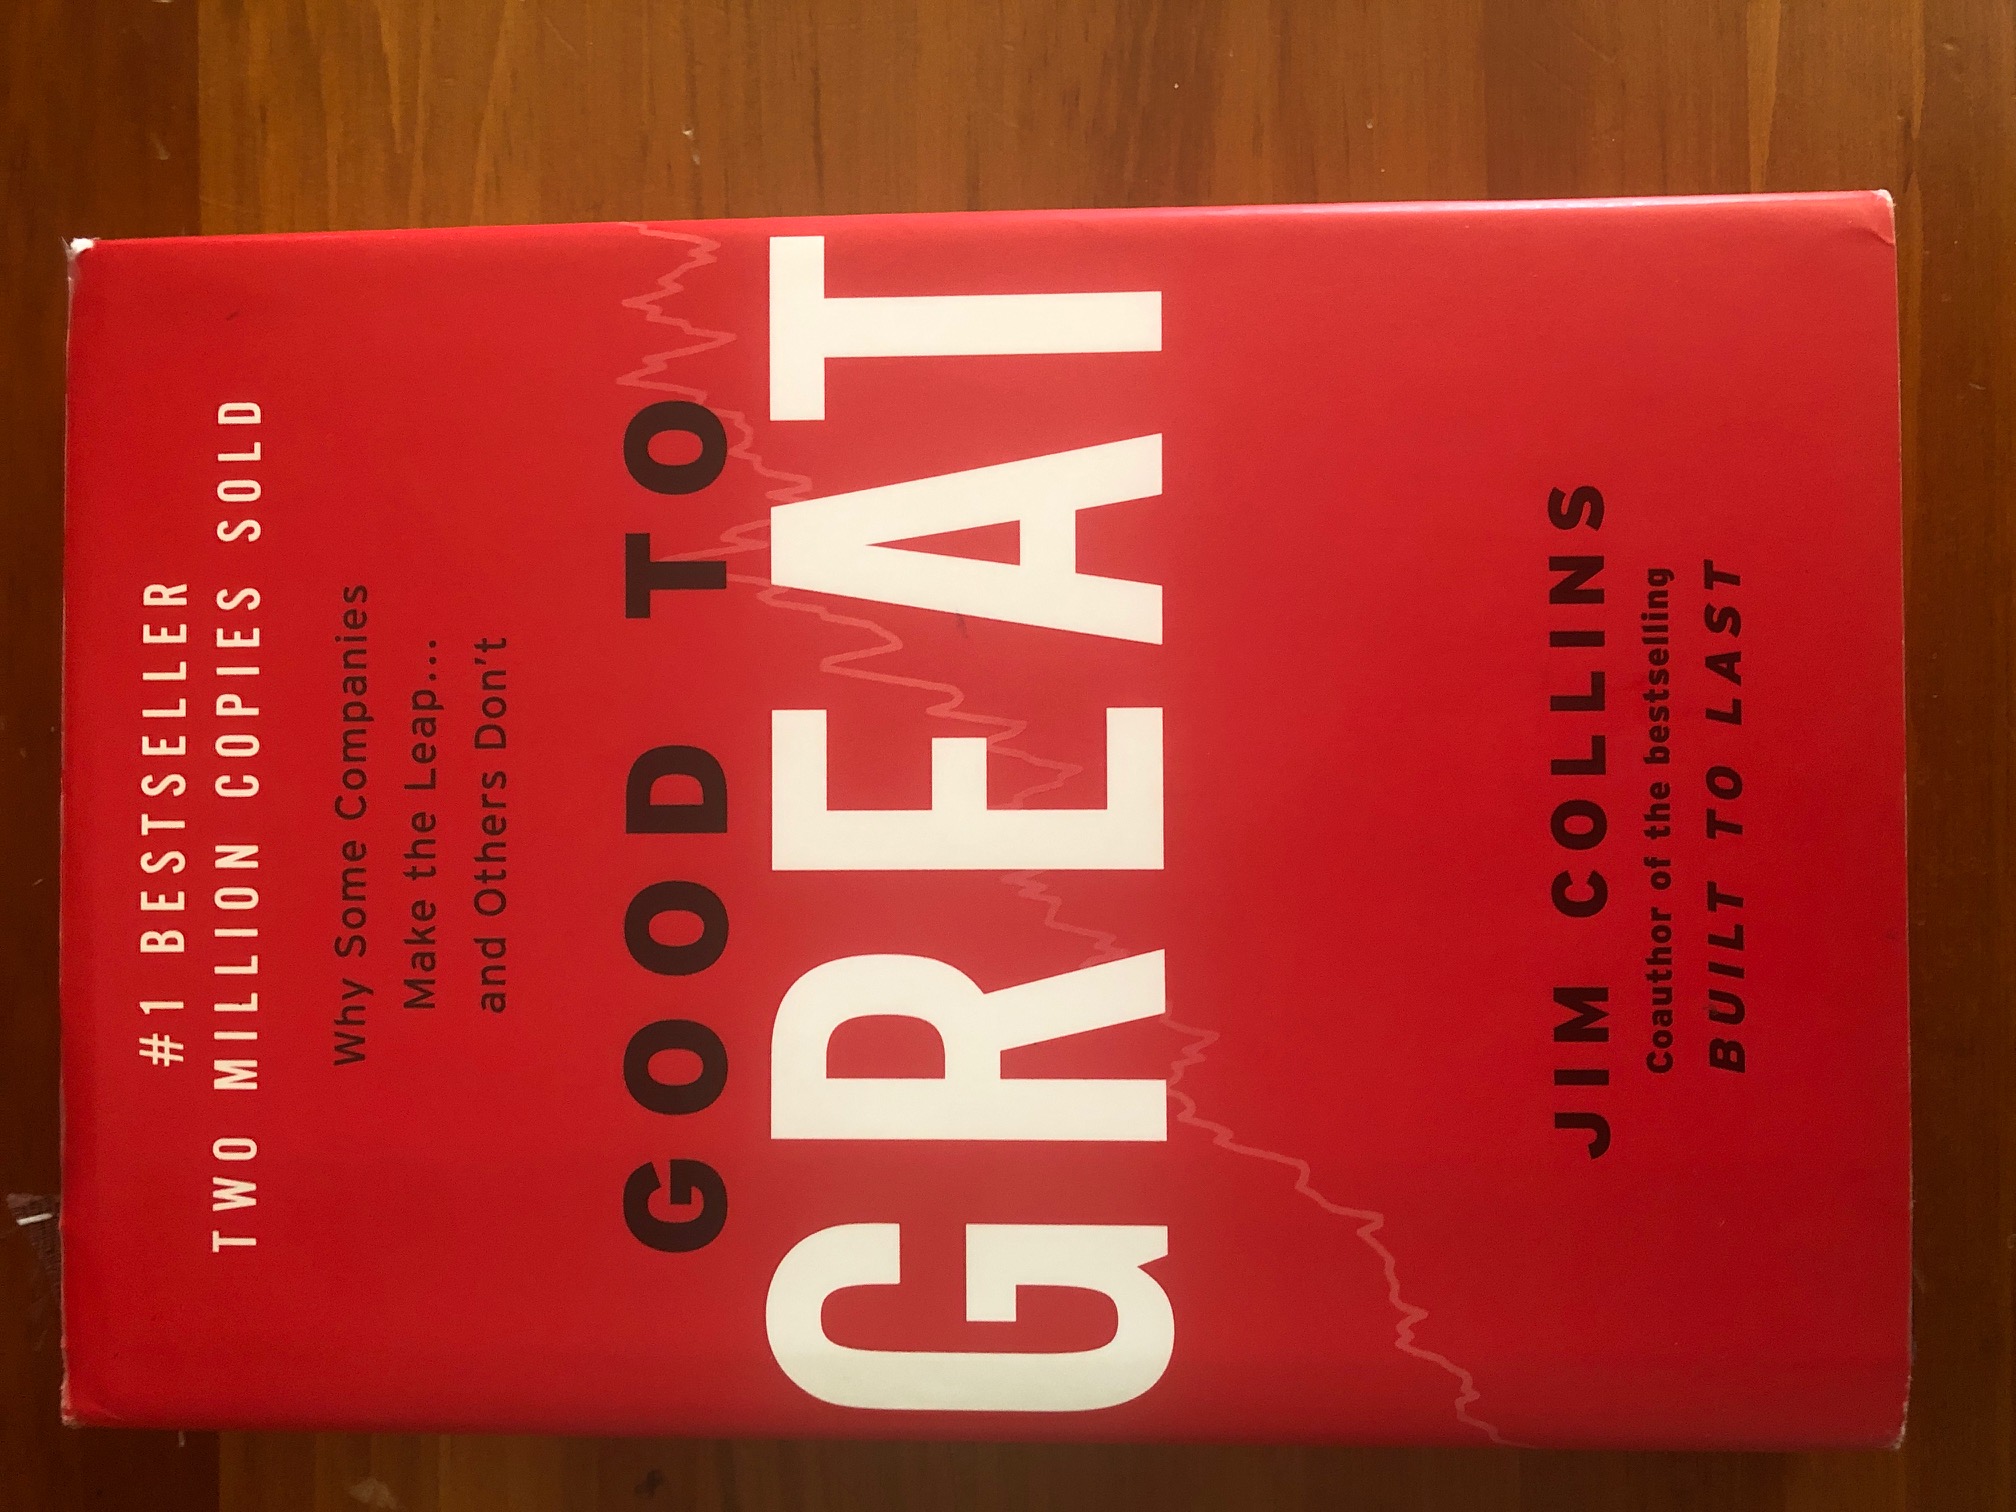 #1 BESTSELLER
TWO MILLION COPIES SOLD
Why Some Companies
Make the Leap...
and Others Don't
GOOD TO
GREAT
JIM COLLINS
Coauthor of the bestselling
BUILT TO LAST